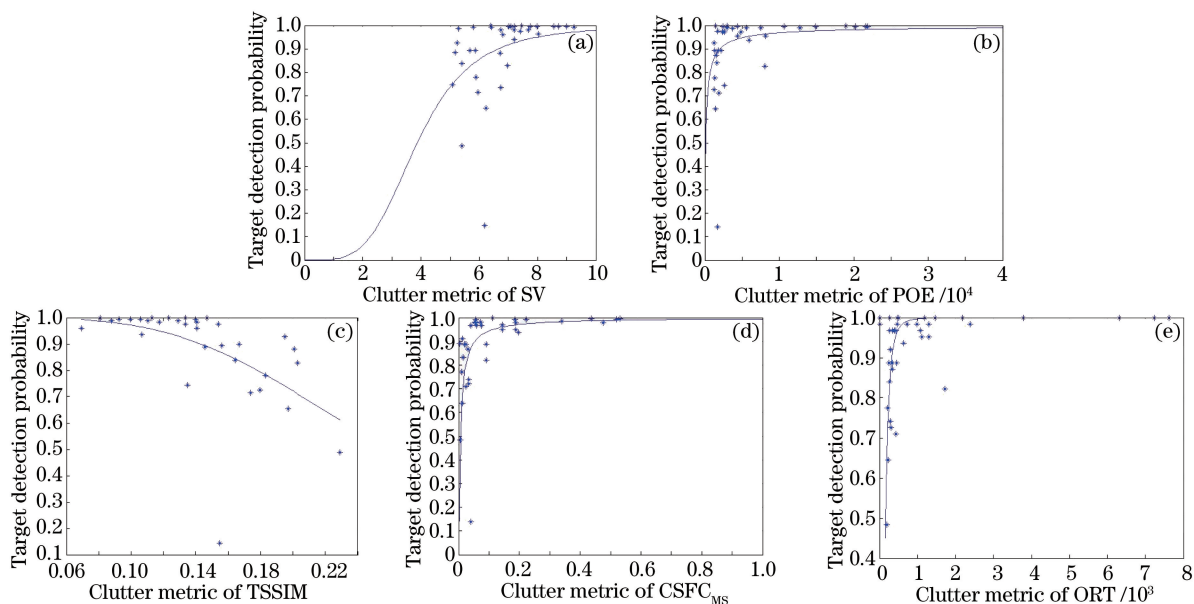 Target detection probability
1.0
0.9
0.8
0.7
0.6
0.5
0.4
0.3
0.2
0.1
0
(a)
0 2 4 6 8 10
Clutter metric of SV
Target detection probability
1.0
0.9
0.8
0.7
0.6
0.5
0.4
0.3
0.2
0.1
0
(b)
0 1 2 3 4
Clutter metric of POE /10⁴
Target detection probability
1.0
0.9
0.8
0.7
0.6
0.5
0.4
0.3
0.2
0.1
(c)
0.06 0.10 0.14 0.18 0.22
Clutter metric of TSSIM
Target detection probability
1.0
0.9
0.8
0.7
0.6
0.5
0.4
0.3
0.2
0.1
0
(d)
0 0.2 0.4 0.6 0.8 1.0
Clutter metric of CSFC_MS
Target detection probability
1.0
0.9
0.8
0.7
0.6
0.5
0.4
(e)
0 1 2 3 4 5 6 7 8
Clutter metric of ORT /10³